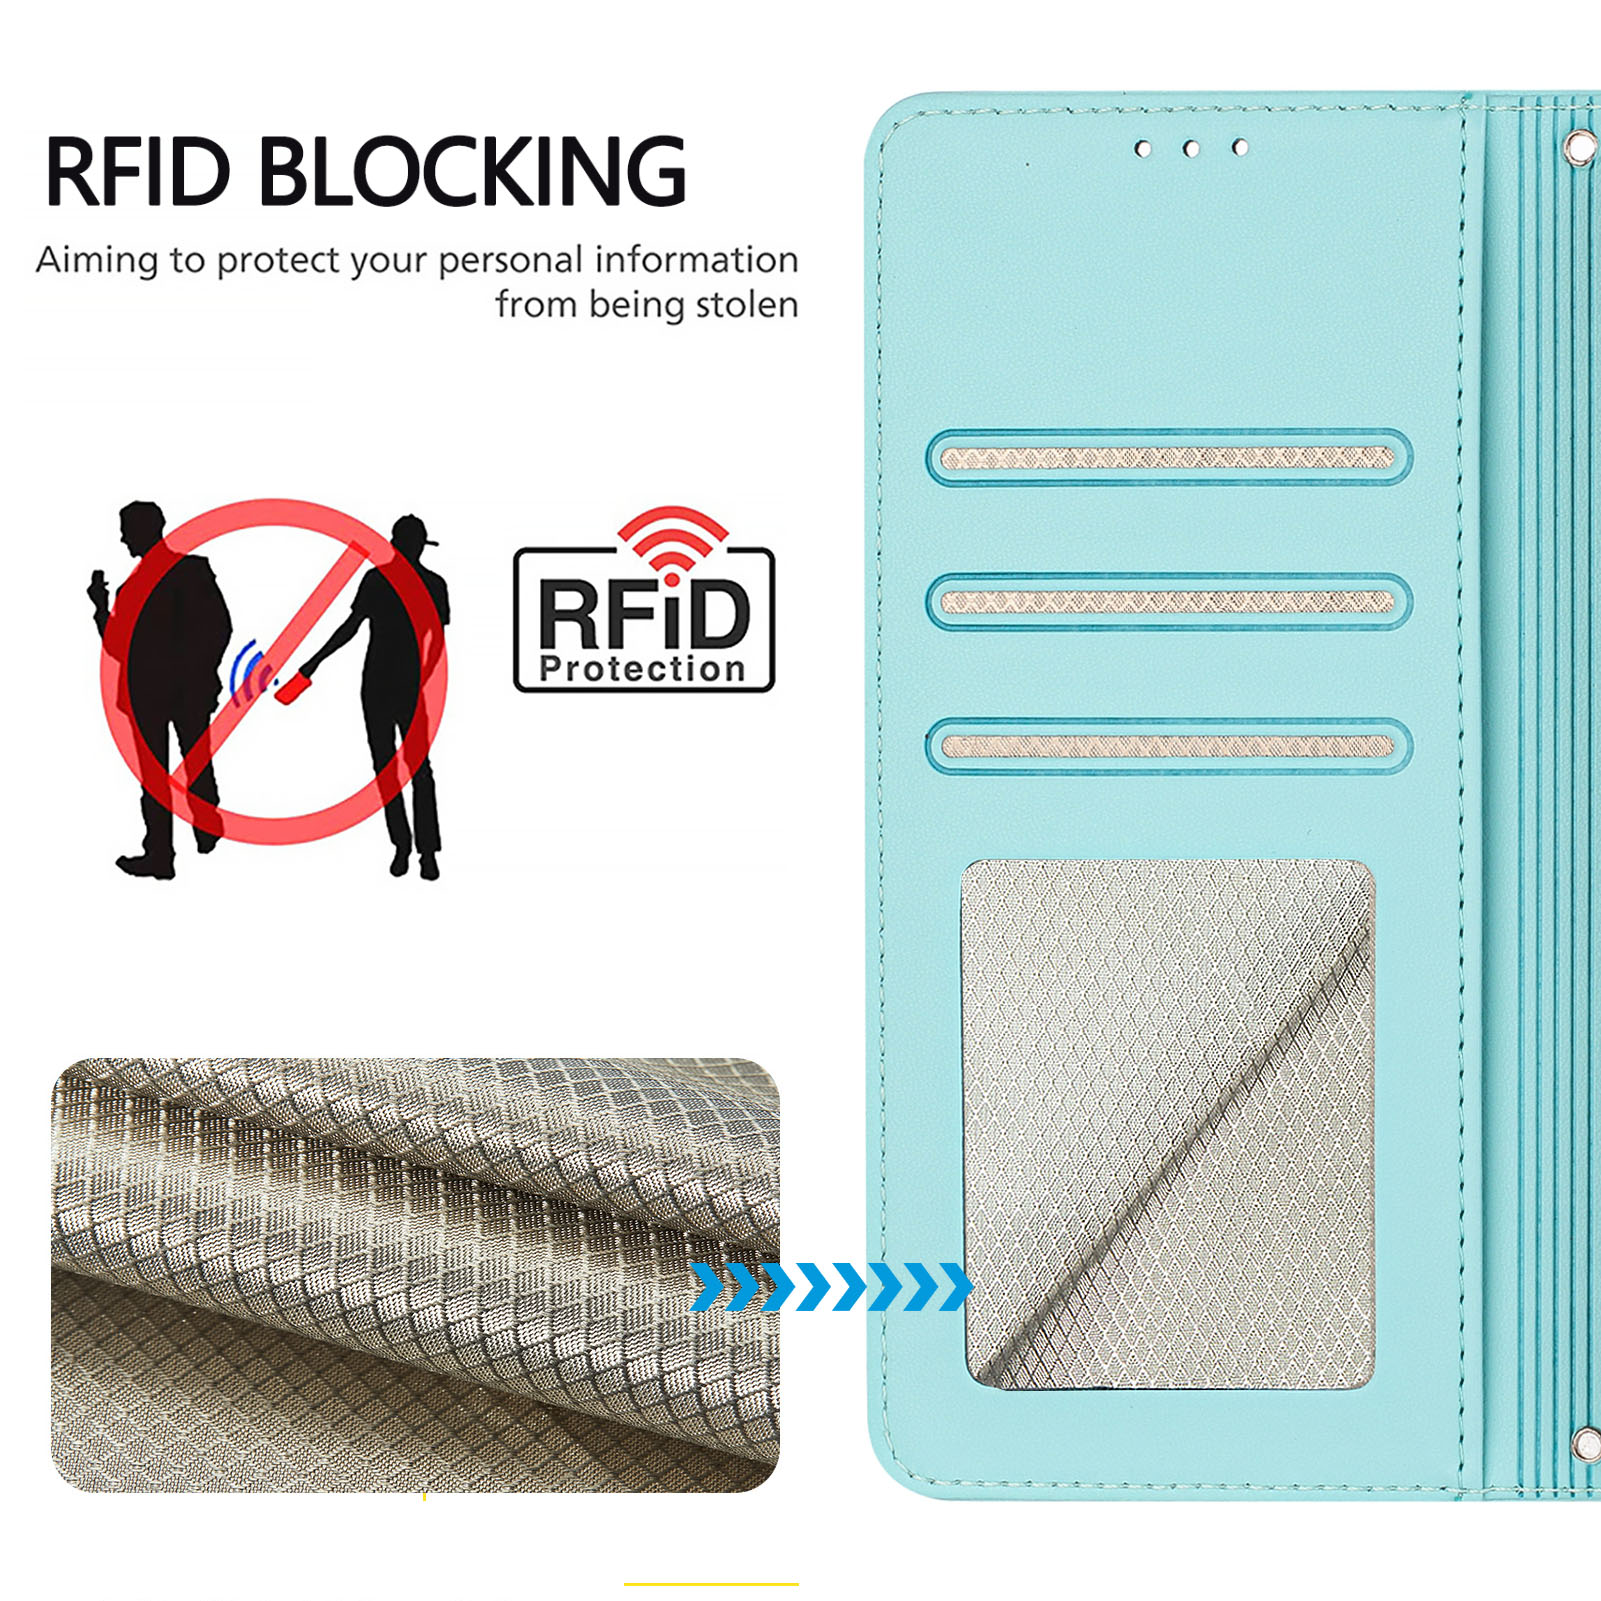 RFID BLOCKING
Aiming to protect your personal information
from being stolen
RFiD
Protection